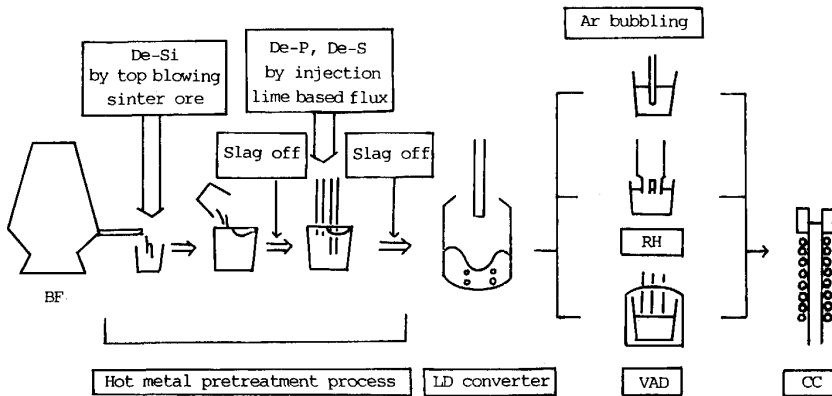 Ar bubbling
De-Si
by top blowing
sinter ore
De-P, De-S
by injection
lime based flux
Slag off
Slag off
BF
RH
Hot metal pretreatment process
LD converter
VAD
CC